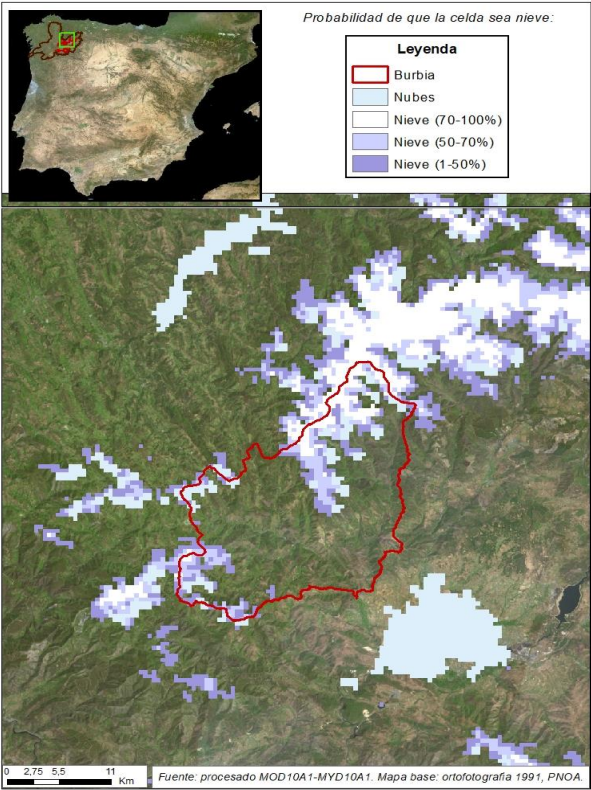 Probabilidad de que la celda sea nieve:
Leyenda
Burbia
Nubes
Nieve (70-100%)
Nieve (50-70%)
Nieve (1-50%)
0 2,75 5,5 11
Km
Fuente: procesado MOD10A1-MYD10A1. Mapa base: ortofotografia 1991, PNOA.